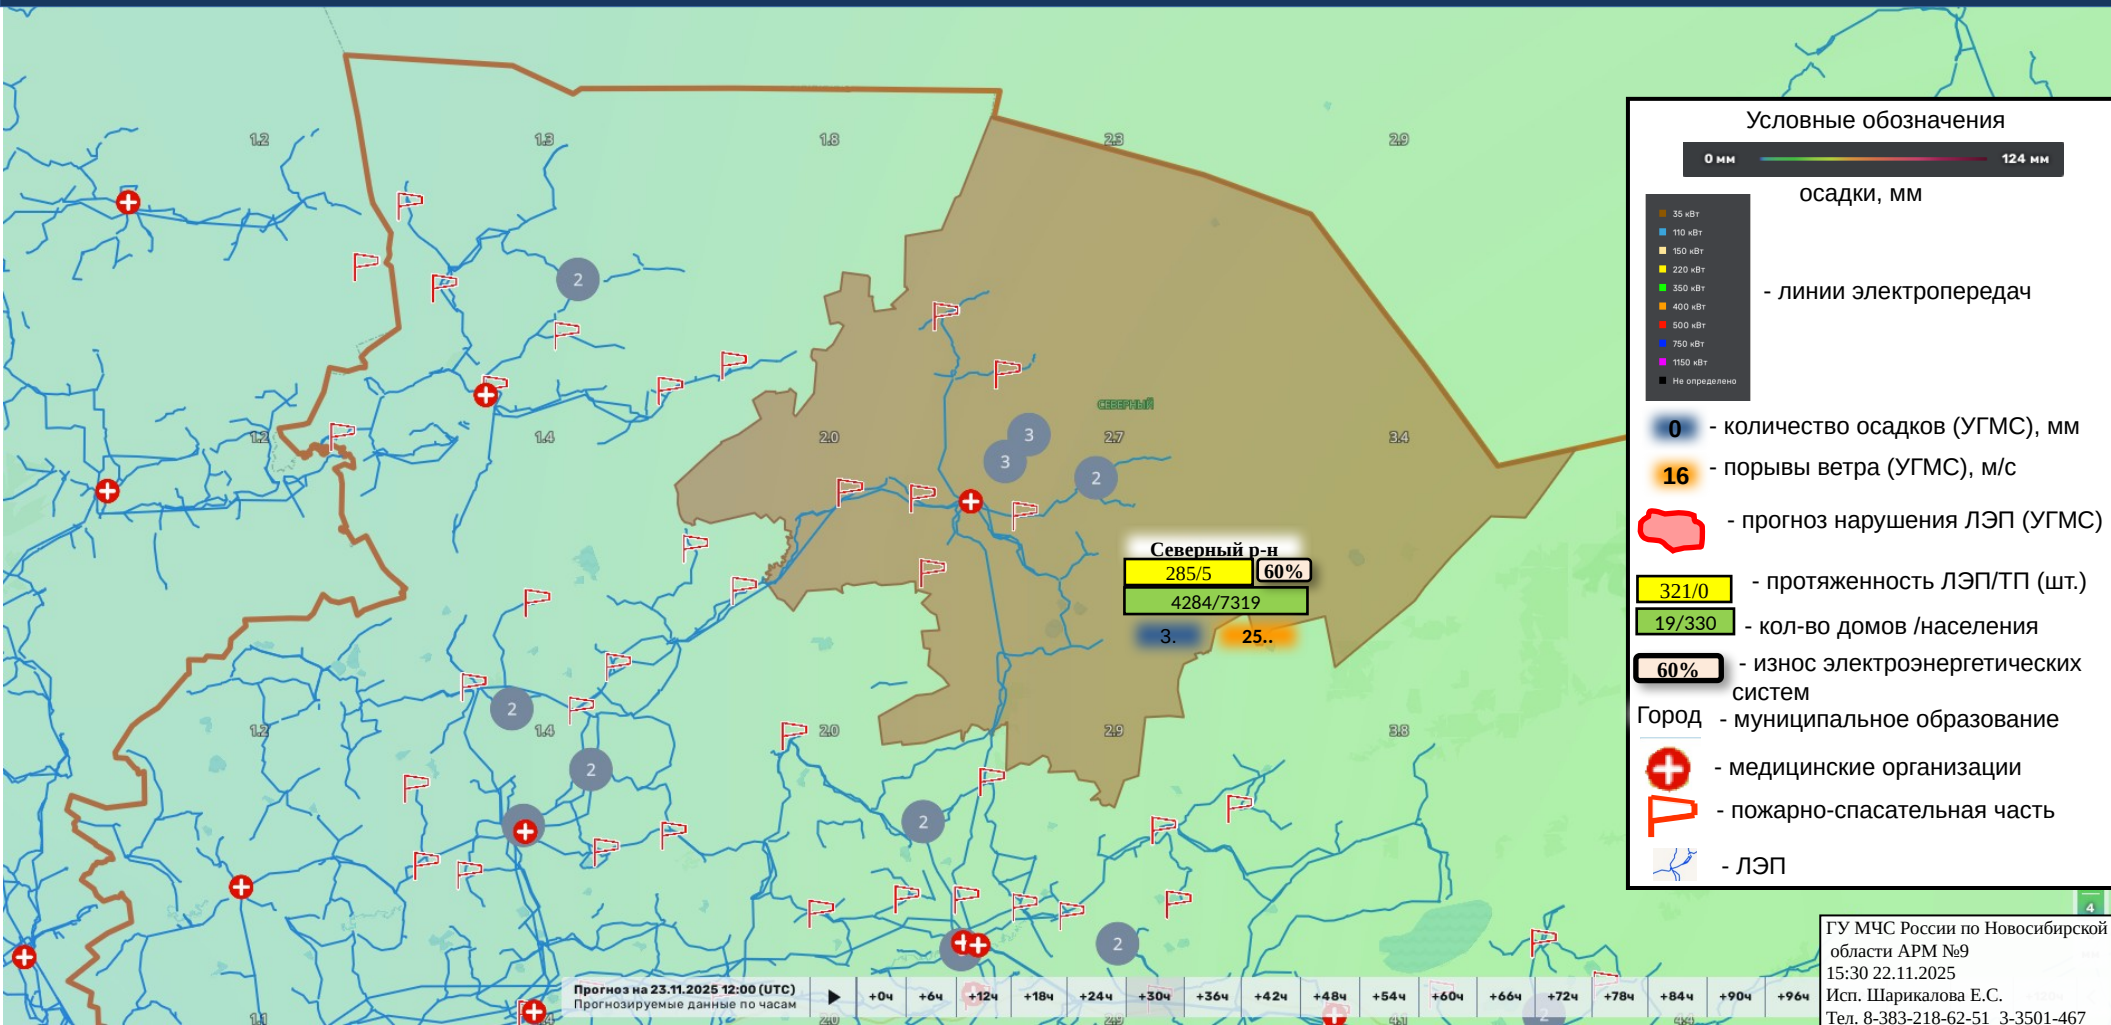 1.2
1.3
1.8
2.3
2.9
2
СЕВЕРНЫЙ
1.2
1.4
2.0
3
3
2.7
2
3.4
Северный р-н
285/5
60%
4284/7319
3.
25..
2
1.2
1.4
2.0
2.9
3.8
2
2
2
Условные обозначения
0 мм
124 мм
осадки, мм
35 кВт
110 кВт
150 кВт
220 кВт
350 кВт
400 кВт
500 кВт
750 кВт
1150 кВт
Не определено
- линии электропередач
0 - количество осадков (УГМС), мм
16 - порывы ветра (УГМС), м/с
- прогноз нарушения ЛЭП (УГМС)
321/0 - протяженность ЛЭП/ТП (шт.)
19/330 - кол-во домов /населения
60% - износ электроэнергетических
систем
Город - муниципальное образование
- медицинские организации
- пожарно-спасательная часть
- ЛЭП
4
ГУ МЧС России по Новосибирской
области АРМ №9
15:30 22.11.2025
Исп. Шарикалова Е.С.
Тел. 8-383-218-62-51 3-3501-467
Прогноз на 23.11.2025 12:00 (UTC)
Прогнозируемые данные по часам
+0ч +6ч +12ч +18ч +24ч +30ч +36ч +42ч +48ч +54ч +60ч +66ч +72ч +78ч +84ч +90ч +96ч